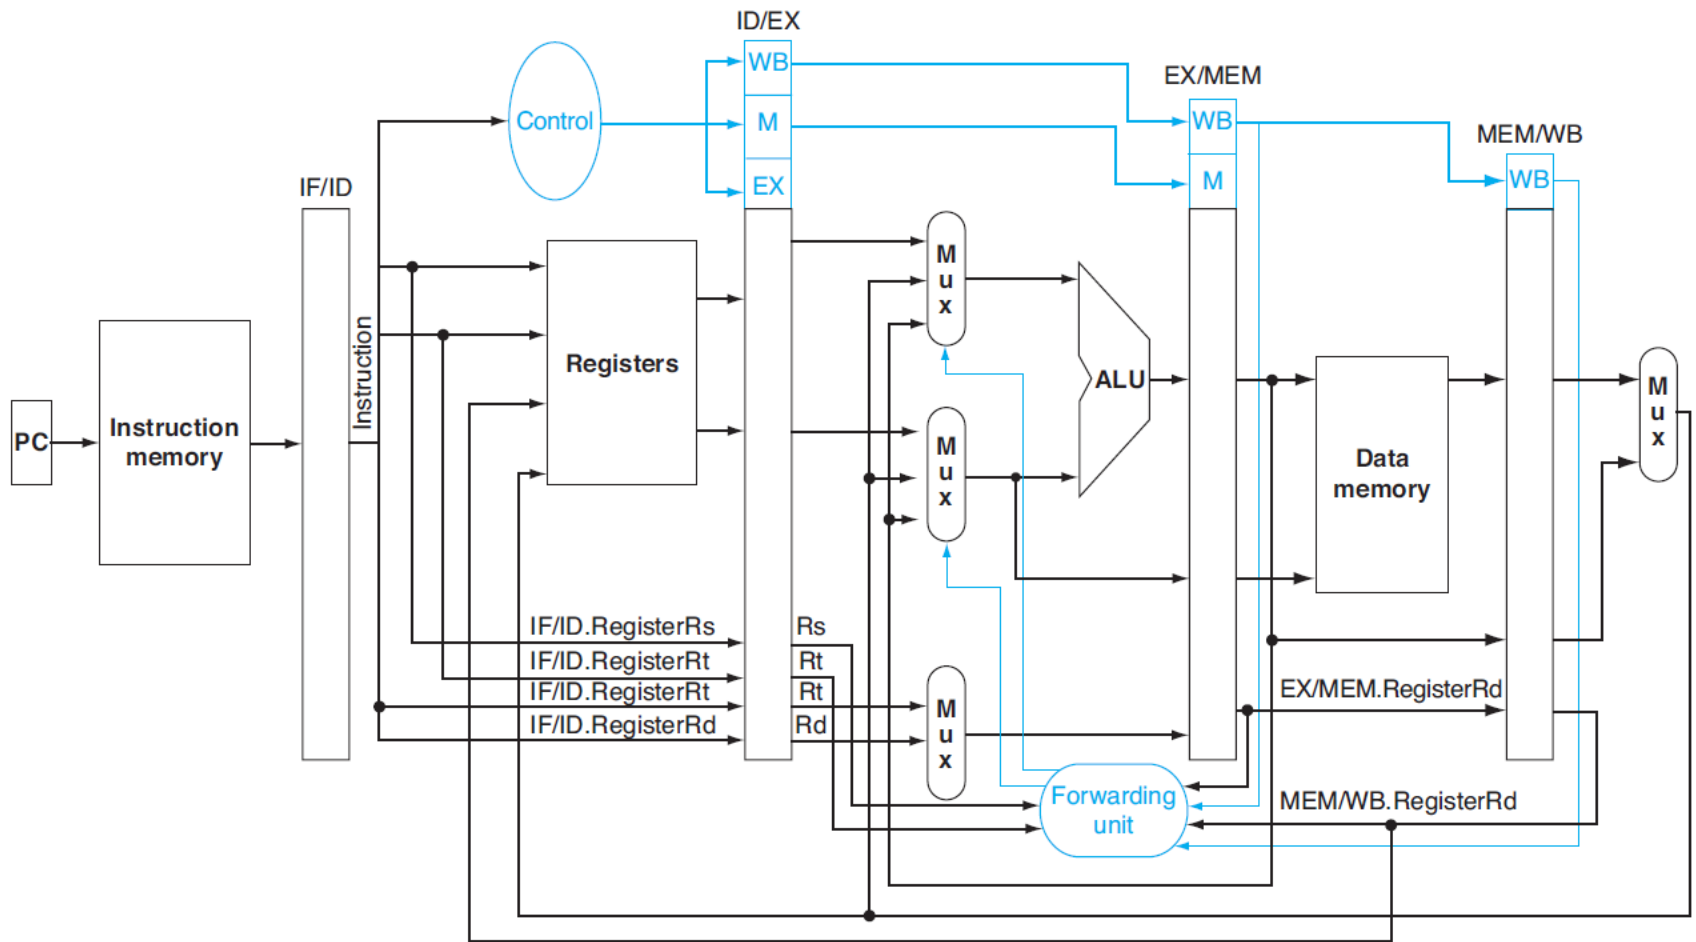 ID/EX
WB
EX/MEM
Control
M
WB
MEM/WB
IF/ID
EX
M
WB
M
u
x
Instruction
Registers
ALU
M
u
x
PC
Instruction
memory
M
u
x
Data
memory
IF/ID.RegisterRs
Rs
IF/ID.RegisterRt
Rt
IF/ID.RegisterRt
Rt
IF/ID.RegisterRd
Rd
M
u
x
EX/MEM.RegisterRd
Forwarding
unit
MEM/WB.RegisterRd